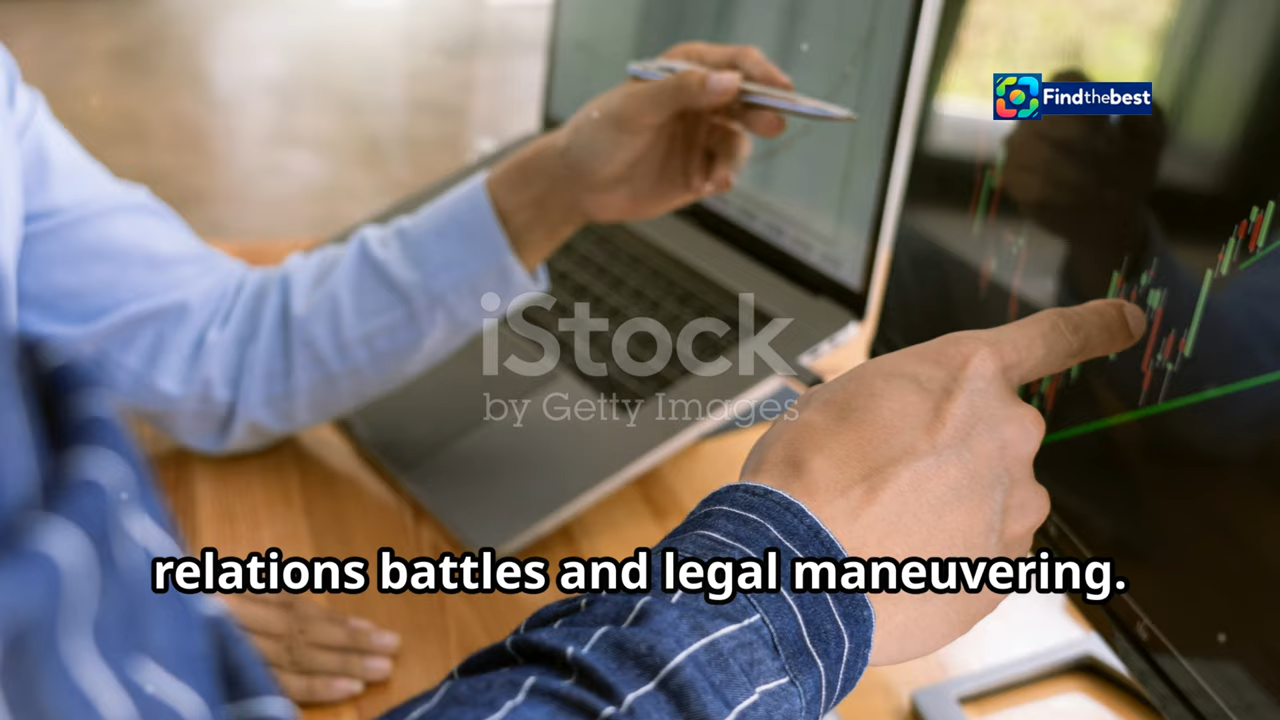 Findthebest
iStock
by Getty Images
relations battles and legal maneuvering.